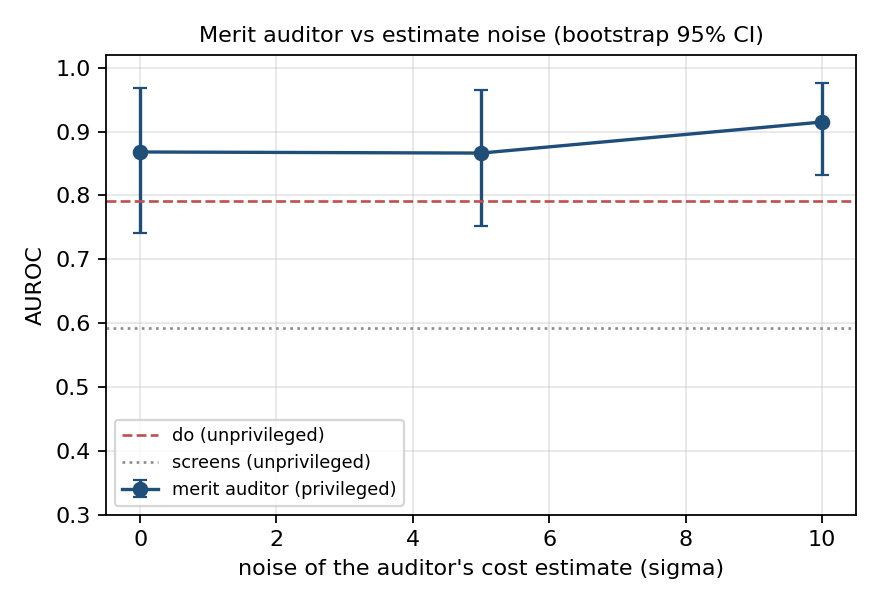 Merit auditor vs estimate noise (bootstrap 95% CI)
AUROC
1.0
0.9
0.8
0.7
0.6
0.5
0.4
0.3
do (unprivileged)
screens (unprivileged)
merit auditor (privileged)
0 2 4 6 8 10
noise of the auditor's cost estimate (sigma)